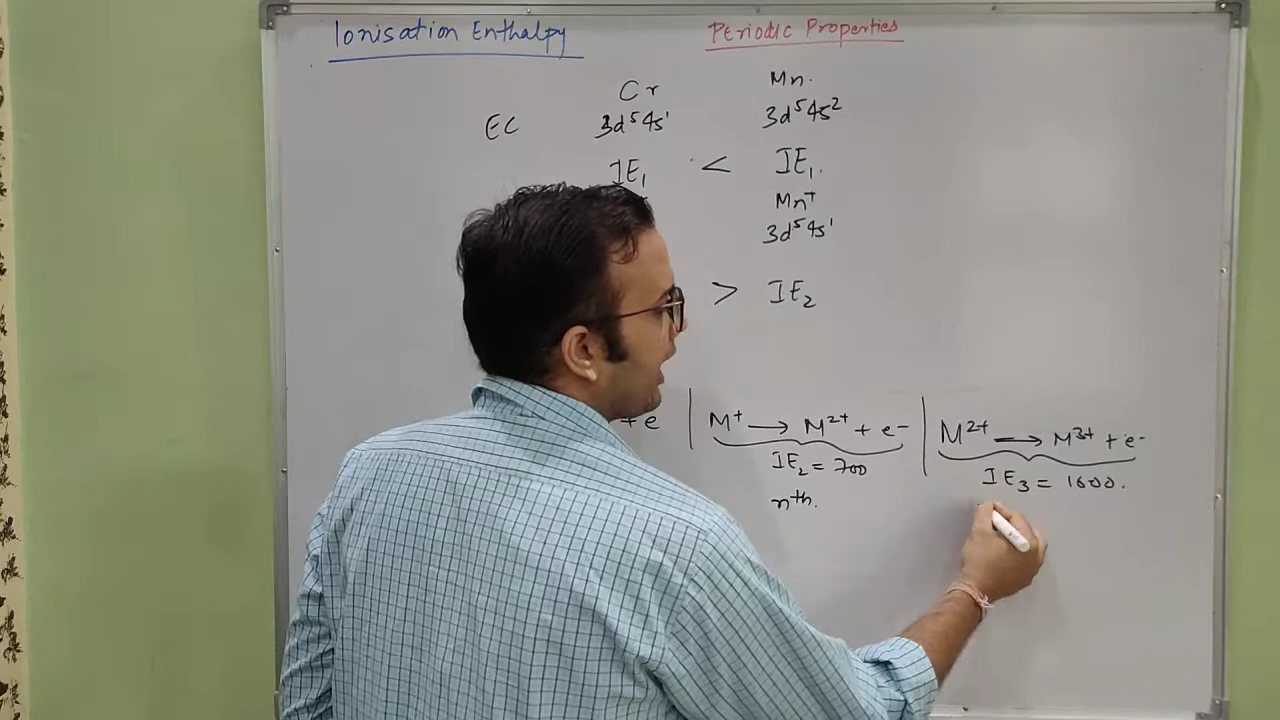 Ionisation Enthalpy
Periodic Properties
Cr
Mn.
EC
3d⁵4s¹
3d⁵4s²
IE₁ < IE₁.
Mn⁺
3d⁵4s¹
> IE₂
+ e
M⁺ → M²⁺ + e⁻
M²⁺ → M³⁺ + e⁻
IE₂ = 700
IE₃ = 1600.
nᵗʰ.